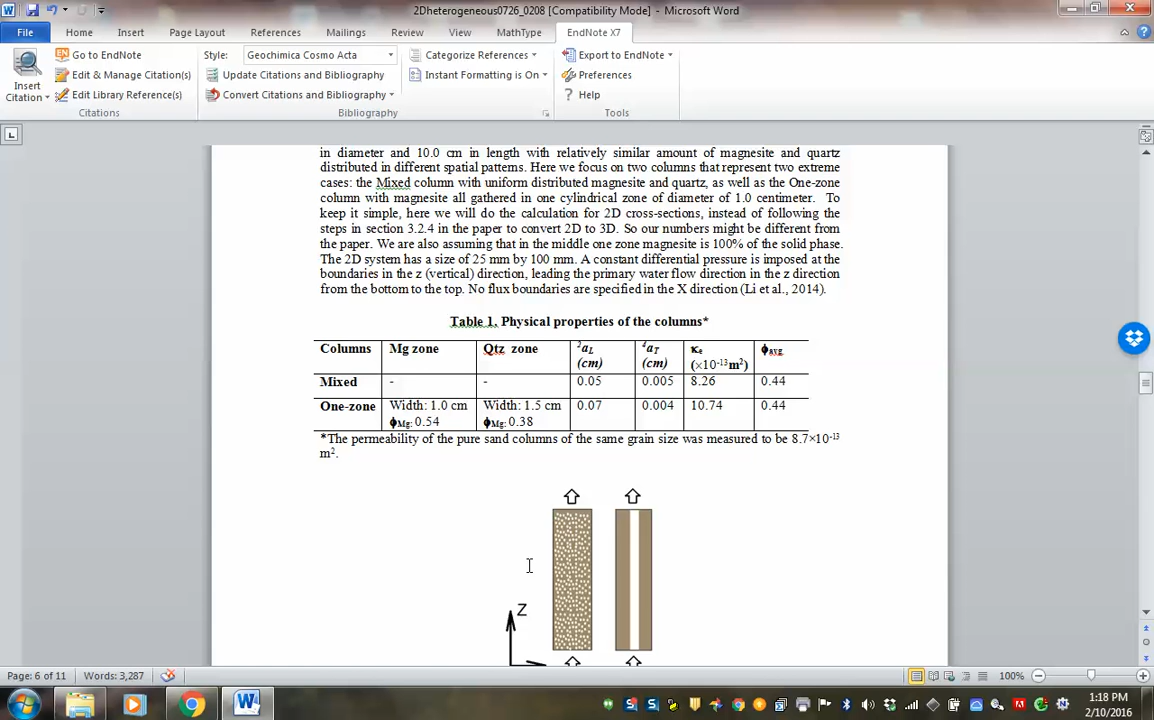 2Dheterogeneous0726_0208 [Compatibility Mode] - Microsoft Word
File Home Insert Page Layout References Mailings Review View MathType EndNote X7
Insert Citation
Go to EndNote
Edit & Manage Citation(s)
Edit Library Reference(s)
Citations
Style: Geochimica Cosmo Acta
Update Citations and Bibliography
Convert Citations and Bibliography
Categorize References
Instant Formatting is On
Bibliography
Export to EndNote
Preferences
Help
Tools
in diameter and 10.0 cm in length with relatively similar amount of magnesite and quartz
distributed in different spatial patterns. Here we focus on two columns that represent two extreme
cases: the Mixed column with uniform distributed magnesite and quartz, as well as the One-zone
column with magnesite all gathered in one cylindrical zone of diameter of 1.0 centimeter. To
keep it simple, here we will do the calculation for 2D cross-sections, instead of following the
steps in section 3.2.4 in the paper to convert 2D to 3D. So our numbers might be different from
the paper. We are also assuming that in the middle one zone magnesite is 100% of the solid phase.
The 2D system has a size of 25 mm by 100 mm. A constant differential pressure is imposed at the
boundaries in the z (vertical) direction, leading the primary water flow direction in the z direction
from the bottom to the top. No flux boundaries are specified in the X direction (Li et al., 2014).
Table 1. Physical properties of the columns*
Columns Mg zone Qtz zone ³aL (cm) ⁴aT (cm) κe (×10⁻¹³m²) ϕavg
Mixed - - 0.05 0.005 8.26 0.44
One-zone Width: 1.0 cm Width: 1.5 cm 0.07 0.004 10.74 0.44
ϕMg: 0.54 ϕMg: 0.38
*The permeability of the pure sand columns of the same grain size was measured to be 8.7×10⁻¹³
m².
Z
Page: 6 of 11 Words: 3,287 100%
1:18 PM
2/10/2016